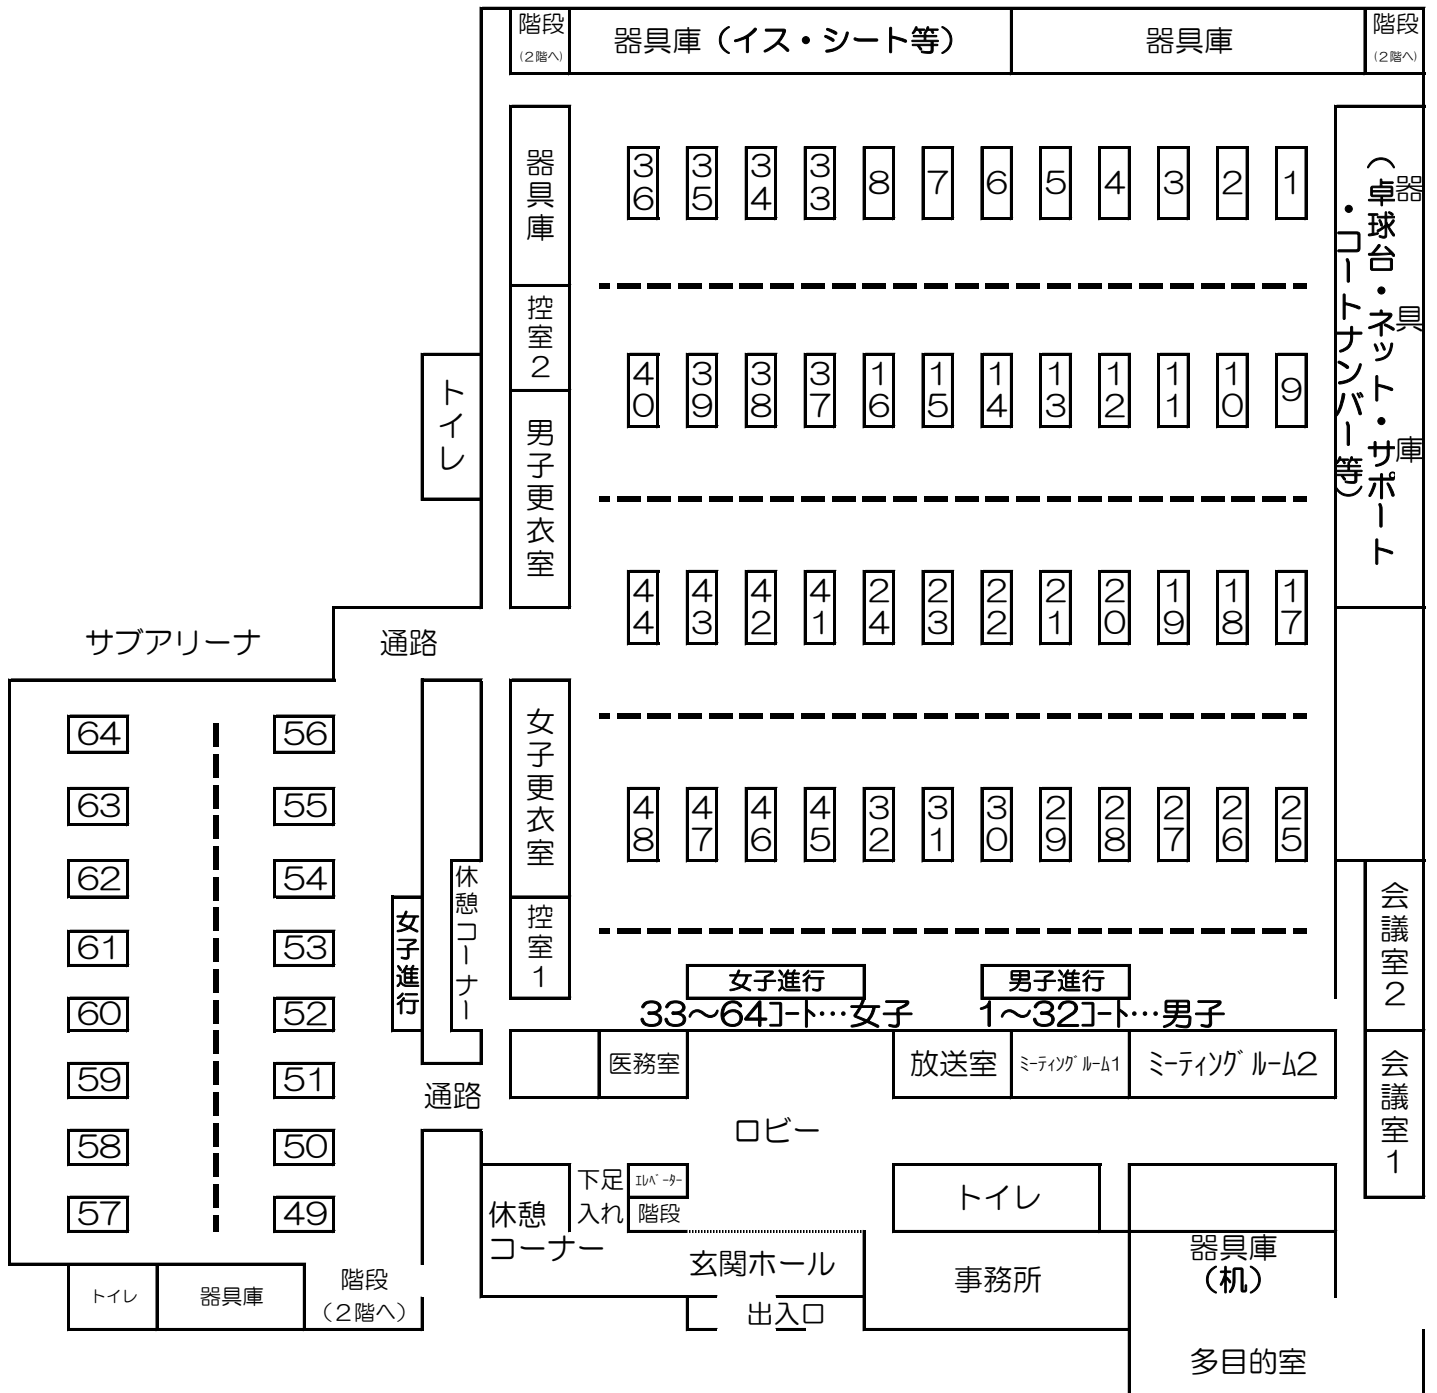 階段
(2階へ)
器具庫（イス・シート等）
器具庫
階段
(2階へ)
器具庫
36 35 34 33 8 7 6 5 4 3 2 1
器具庫
（卓球台・ネット・サポート
・コートナンバー等）
控室2
トイレ
40 39 38 37 16 15 14 13 12 11 10 9
男子更衣室
44 43 42 41 24 23 22 21 20 19 18 17
サブアリーナ
通路
女子更衣室
48 47 46 45 32 31 30 29 28 27 26 25
64 56
63 55
62 54
61 53
60 52
59 51
58 50
57 49
女子進行
休憩コーナー
控室1
女子進行
男子進行
33～64ｺｰﾄ…女子
1～32ｺｰﾄ…男子
会議室2
医務室
放送室
ﾐｰﾃｨﾝｸﾞﾙｰﾑ1
ﾐｰﾃｨﾝｸﾞﾙｰﾑ2
会議室1
通路
ロビー
休憩
コーナー
下足
入れ
ｴﾚﾍﾞｰﾀｰ
階段
トイレ
玄関ホール
事務所
器具庫
（机）
トイレ
器具庫
階段
（2階へ）
出入口
多目的室